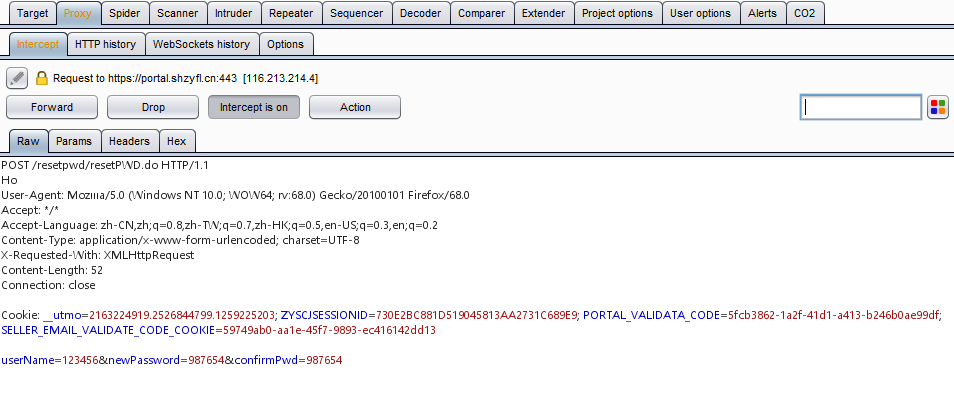 Target Proxy Spider Scanner Intruder Repeater Sequencer Decoder Comparer Extender Project options User options Alerts CO2
Intercept HTTP history WebSockets history Options
Request to https://portal.shzyfl.cn:443 [116.213.214.4]
Forward Drop Intercept is on Action
Raw Params Headers Hex
POST /resetpwd/resetPWD.do HTTP/1.1
Ho
User-Agent: Mozilla/5.0 (Windows NT 10.0; WOW64; rv:68.0) Gecko/20100101 Firefox/68.0
Accept: */*
Accept-Language: zh-CN,zh;q=0.8,zh-TW;q=0.7,zh-HK;q=0.5,en-US;q=0.3,en;q=0.2
Content-Type: application/x-www-form-urlencoded; charset=UTF-8
X-Requested-With: XMLHttpRequest
Content-Length: 52
Connection: close
Cookie: __utmo=2163224919.2526844799.1259225203; ZYSCJSESSIONID=730E2BC881D519045813AA2731C689E9; PORTAL_VALIDATA_CODE=5fcb3862-1a2f-41d1-a413-b246b0ae99df;
SELLER_EMAIL_VALIDATE_CODE_COOKIE=59749ab0-aa1e-45f7-9893-ec416142dd13
userName=123456&newPassword=987654&confirmPwd=987654